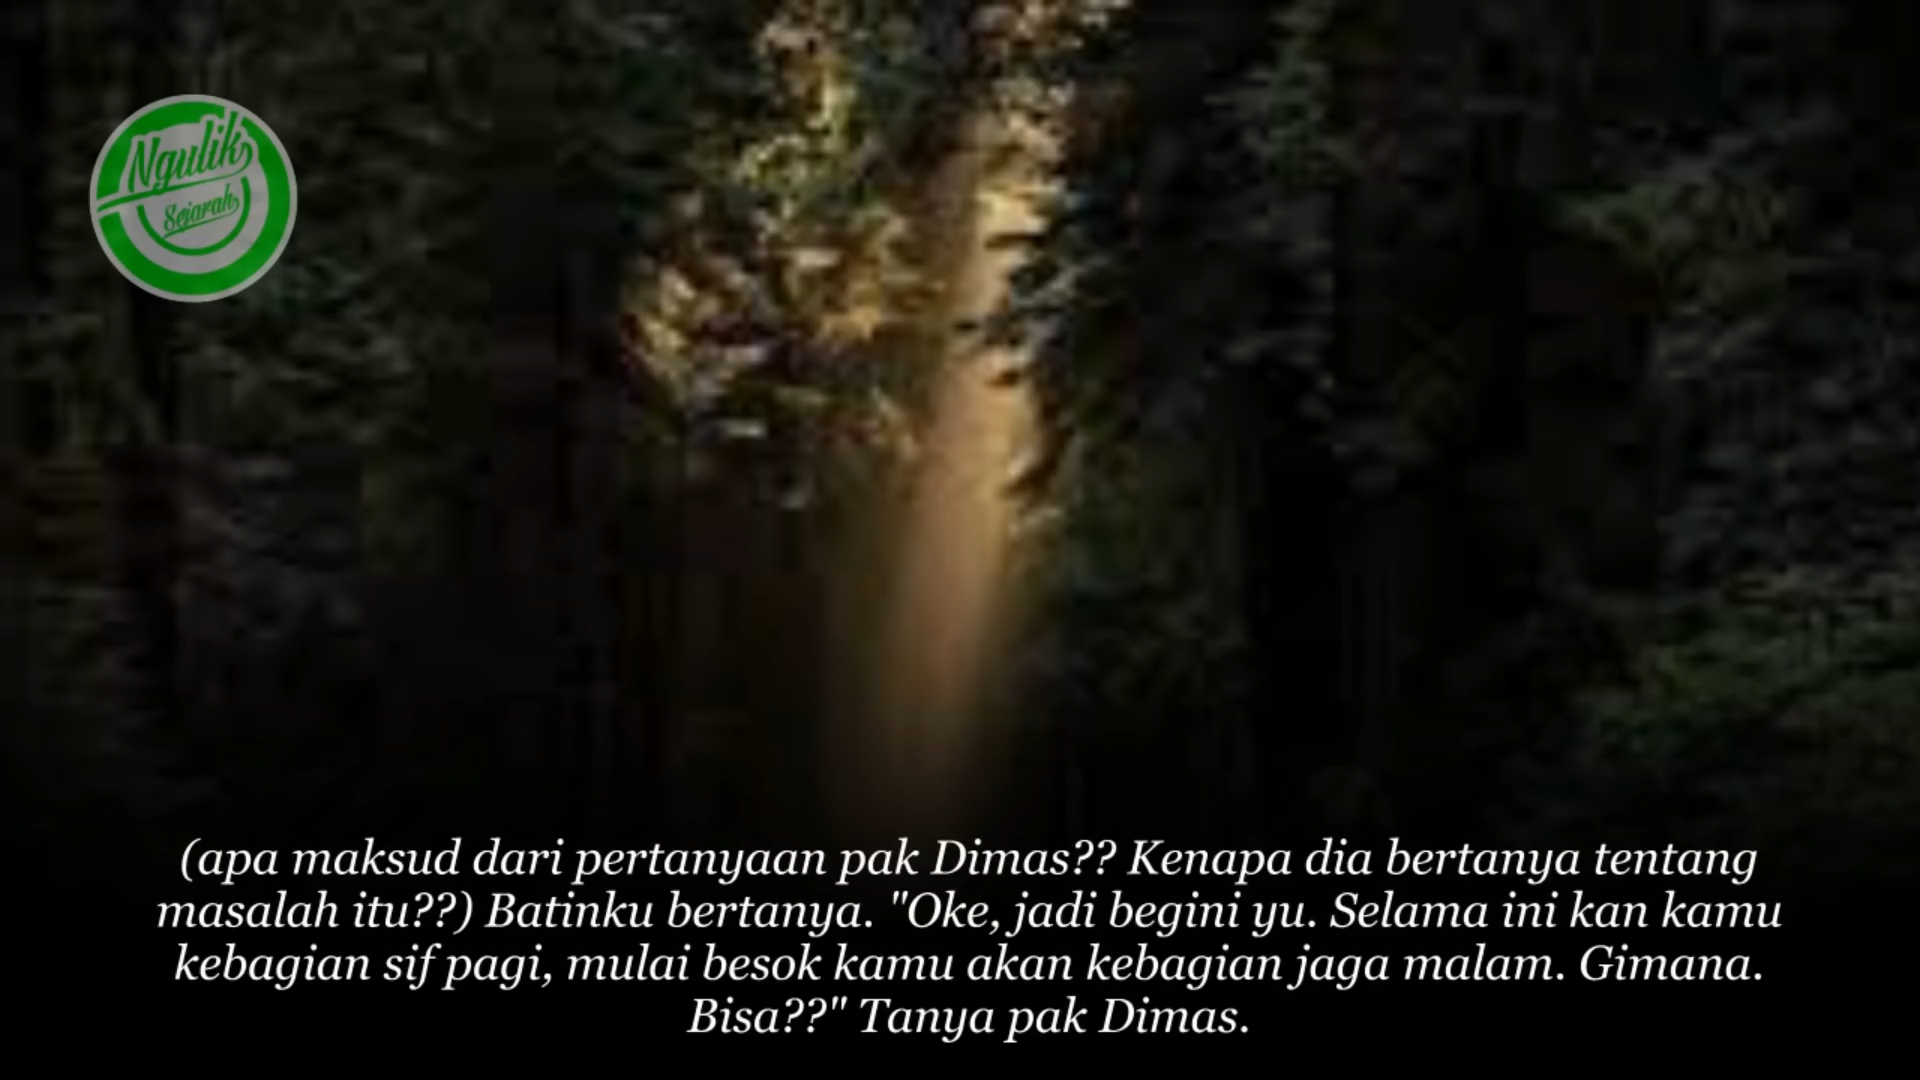 Ngulik
Sejarah
(apa maksud dari pertanyaan pak Dimas?? Kenapa dia bertanya tentang
masalah itu??) Batinku bertanya. "Oke, jadi begini yu. Selama ini kan kamu
kebagian sif pagi, mulai besok kamu akan kebagian jaga malam. Gimana.
Bisa??" Tanya pak Dimas.